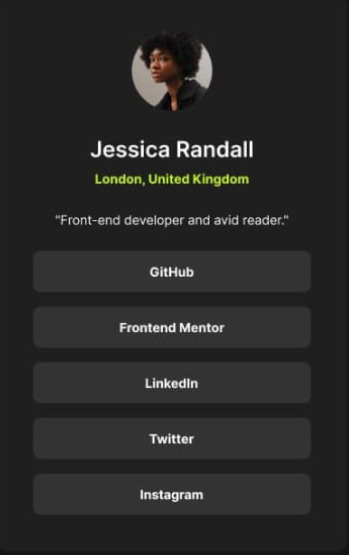 Jessica Randall
London, United Kingdom
"Front-end developer and avid reader."
GitHub
Frontend Mentor
LinkedIn
Twitter
Instagram